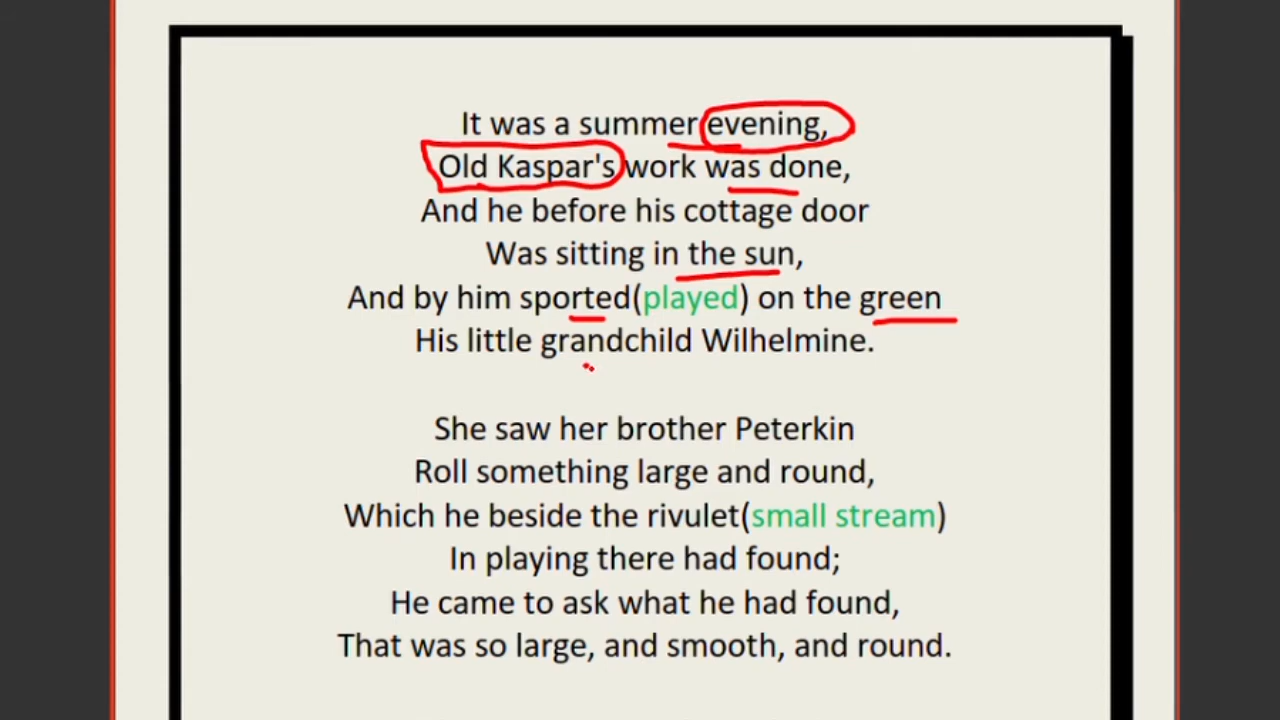 It was a summer evening,
Old Kaspar's work was done,
And he before his cottage door
Was sitting in the sun,
And by him sported(played) on the green
His little grandchild Wilhelmine.
She saw her brother Peterkin
Roll something large and round,
Which he beside the rivulet(small stream)
In playing there had found;
He came to ask what he had found,
That was so large, and smooth, and round.